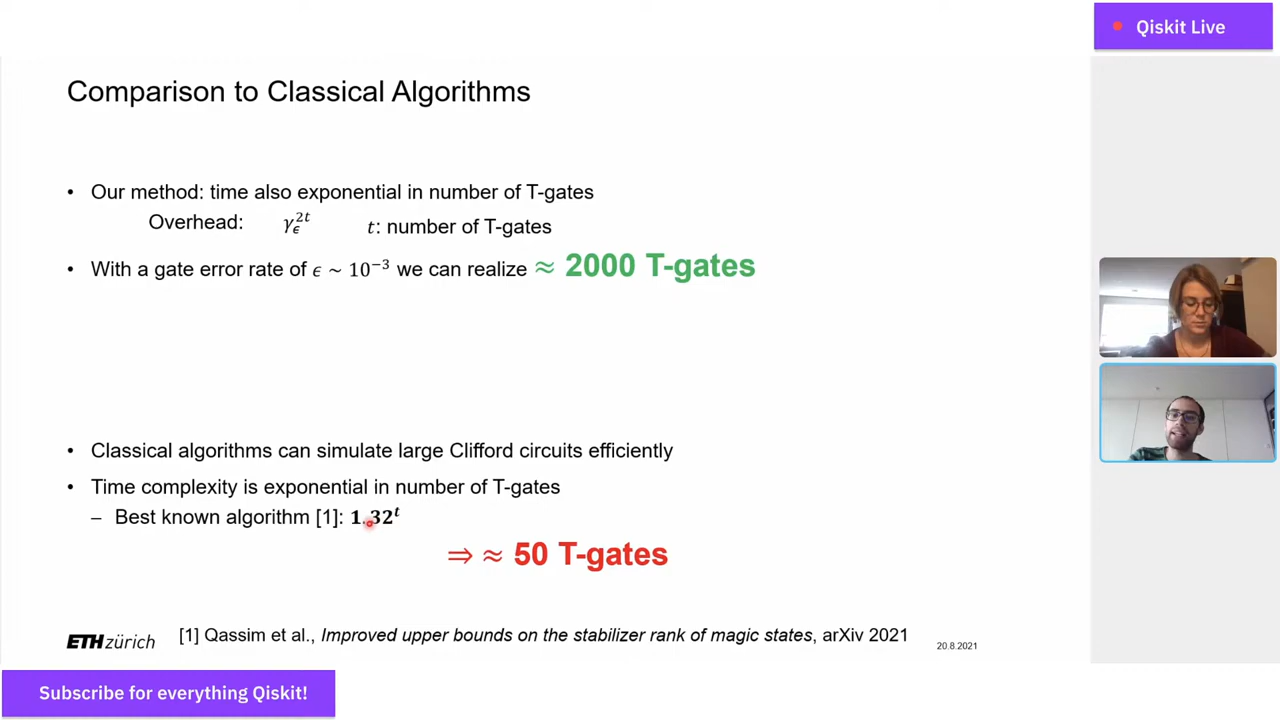 Qiskit Live
Comparison to Classical Algorithms
• Our method: time also exponential in number of T-gates
Overhead: γ_ϵ^{2t} t: number of T-gates
• With a gate error rate of ϵ ~ 10⁻³ we can realize ≈ 2000 T-gates
• Classical algorithms can simulate large Clifford circuits efficiently
• Time complexity is exponential in number of T-gates
– Best known algorithm [1]: 1.32ᵗ
⇒ ≈ 50 T-gates
ETH zürich [1] Qassim et al., Improved upper bounds on the stabilizer rank of magic states, arXiv 2021
20.8.2021
Subscribe for everything Qiskit!